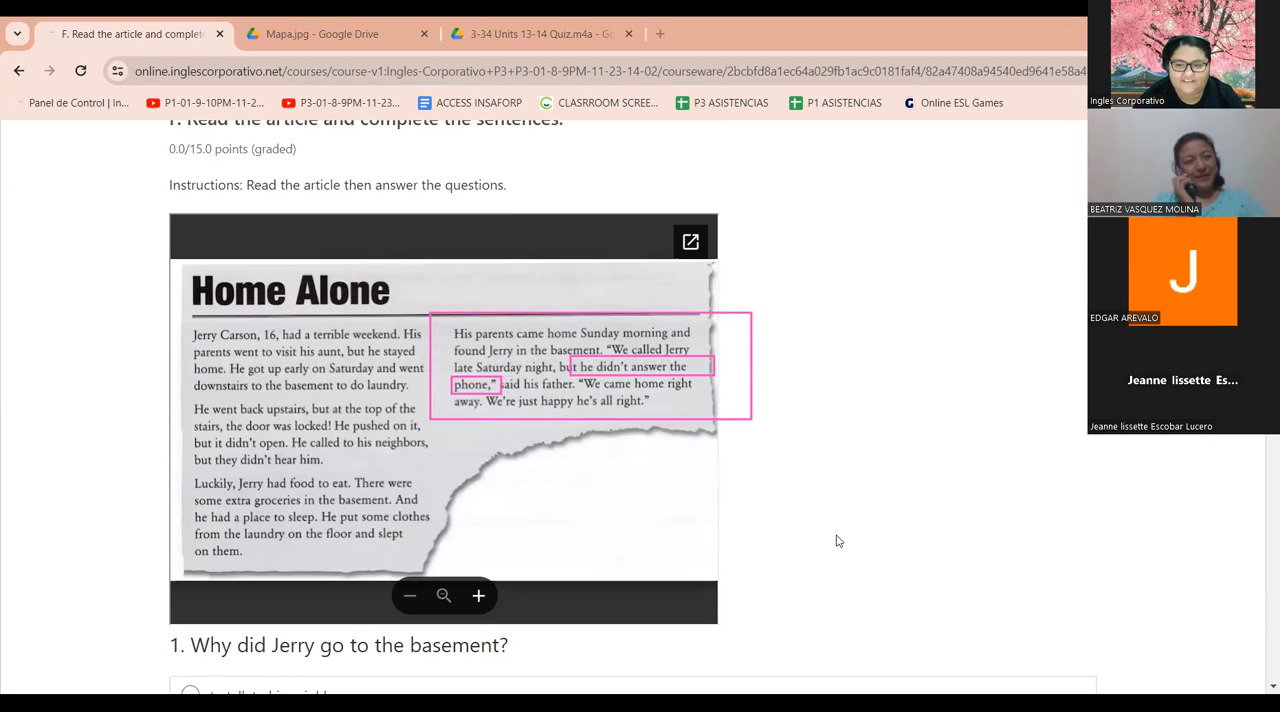 F. Read the article and complete
Mapa.jpg - Google Drive
3-34 Units 13-14 Quiz.m4a - Go
online.inglescorporativo.net/courses/course-v1:Ingles-Corporativo+P3+P3-01-8-9PM-11-23-14-02/courseware/2bcbfd8a1ec64a029fb1ac9c0181faf4/82a47408a94540ed9641e58a4
Panel de Control | In...
P1-01-9-10PM-11-2...
P3-01-8-9PM-11-23...
ACCESS INSAFORP
CLASSROOM SCREE...
P3 ASISTENCIAS
P1 ASISTENCIAS
Online ESL Games
F. Read the article and complete the sentences.
0.0/15.0 points (graded)
Instructions: Read the article then answer the questions.
Home Alone
Jerry Carson, 16, had a terrible weekend. His
parents went to visit his aunt, but he stayed
home. He got up early on Saturday and went
downstairs to the basement to do laundry.
He went back upstairs, but at the top of the
stairs, the door was locked! He pushed on it,
but it didn't open. He called to his neighbors,
but they didn't hear him.
Luckily, Jerry had food to eat. There were
some extra groceries in the basement. And
he had a place to sleep. He put some clothes
from the laundry on the floor and slept
on them.
His parents came home Sunday morning and
found Jerry in the basement. “We called Jerry
late Saturday night, but he didn't answer the
phone,” said his father. “We came home right
away. We're just happy he's all right.”
1. Why did Jerry go to the basement?
Ingles Corporativo
BEATRIZ VASQUEZ MOLINA
J
EDGAR AREVALO
Jeanne lissette Es...
Jeanne lissette Escobar Lucero